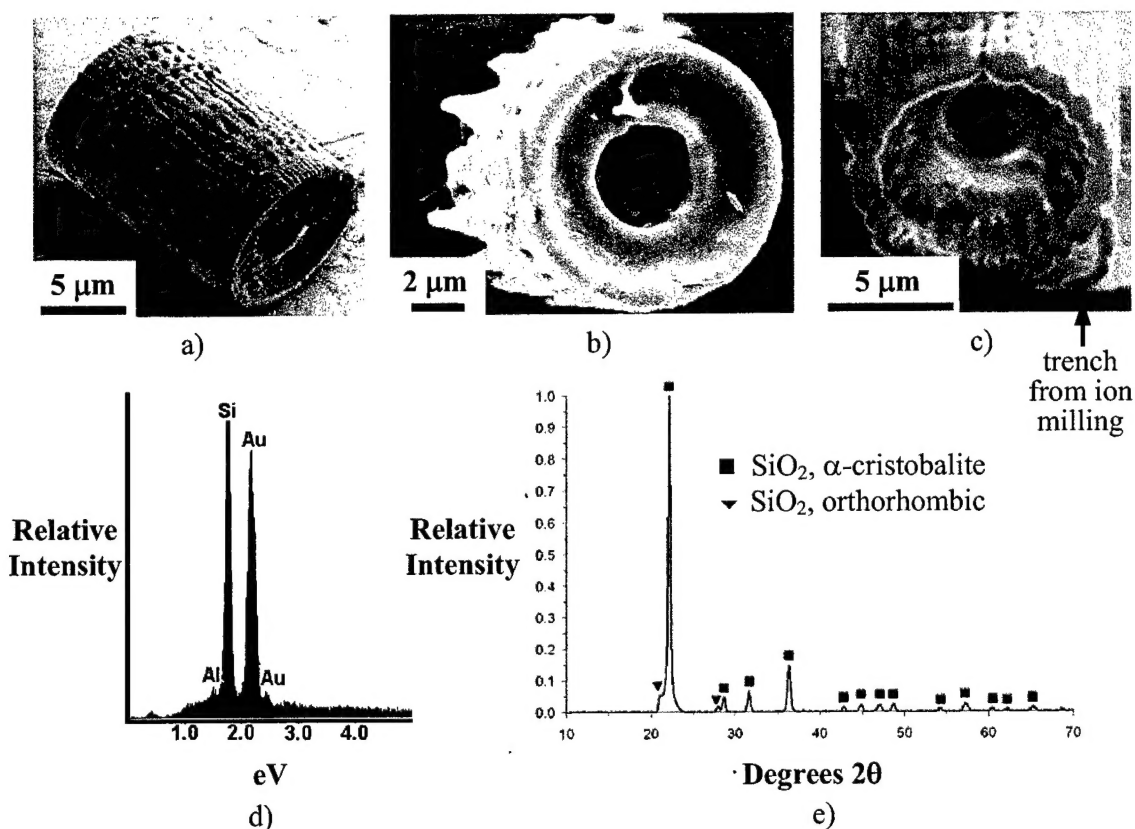 5 μm
2 μm
5 μm
a)
b)
c)
trench
from ion
milling
Relative
Intensity
Si
Au
Al
Au
1.0 2.0 3.0 4.0
eV
d)
Relative
Intensity
1.0
0.9
0.8
0.7
0.6
0.5
0.4
0.3
0.2
0.1
0.0
■ SiO₂, α-cristobalite
▼ SiO₂, orthorhombic
10 20 30 40 50 60 70
Degrees 2θ
e)